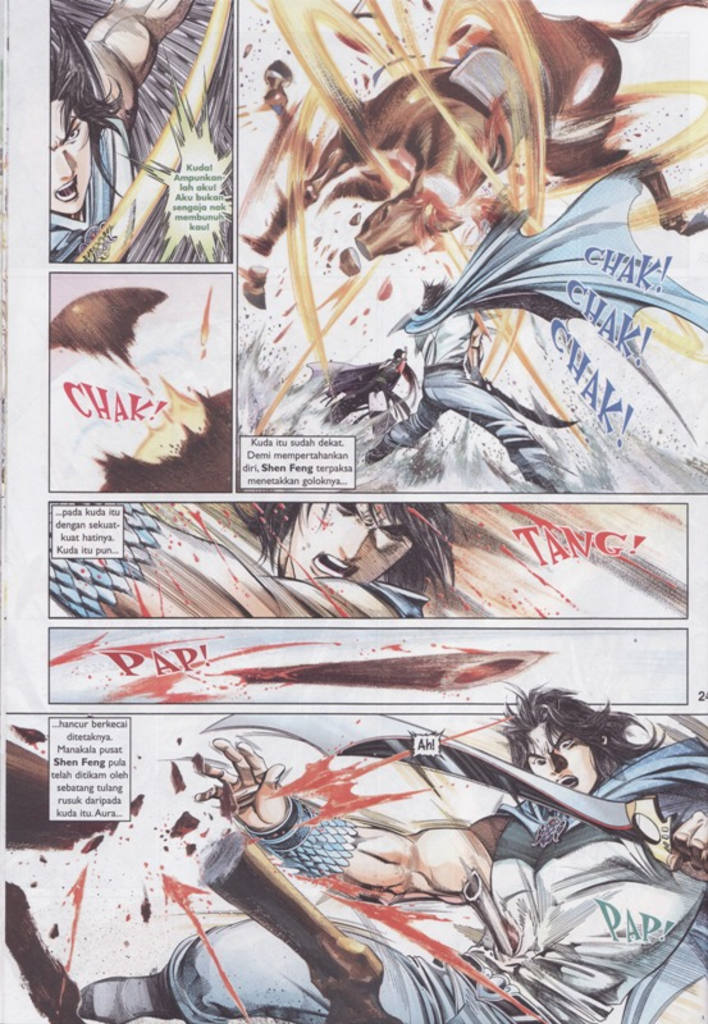 Kuda!
Ampunkan-
lah aku!
Aku bukan
sengaja nak
membunuh
kau!
CHAK!
CHAK!
CHAK!
CHAK!
Kuda itu sudah dekat.
Demi mempertahankan
diri, Shen Feng terpaksa
menetakkan goloknya...
...pada kuda itu
dengan sekuat-
kuat hatinya.
Kuda itu pun...
TANG!
PAP!
24
...hancur berkecai
ditetaknya.
Manakala pusat
Shen Feng pula
telah ditikam oleh
sebatang tulang
rusuk daripada
kuda itu. Aura...
Ah!
PAP!